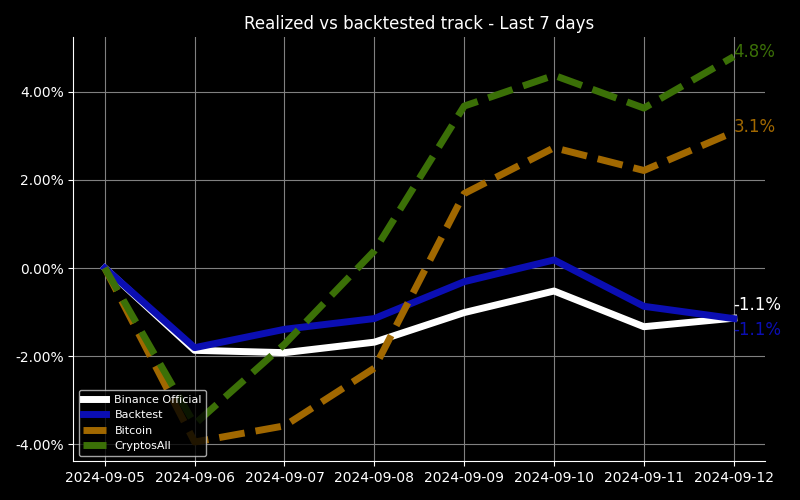 Realized vs backtested track - Last 7 days
4.8%
4.00%
3.1%
2.00%
0.00%
-1.1%
-1.1%
-2.00%
-4.00%
Binance Official
Backtest
Bitcoin
CryptosAll
2024-09-05 2024-09-06 2024-09-07 2024-09-08 2024-09-09 2024-09-10 2024-09-11 2024-09-12